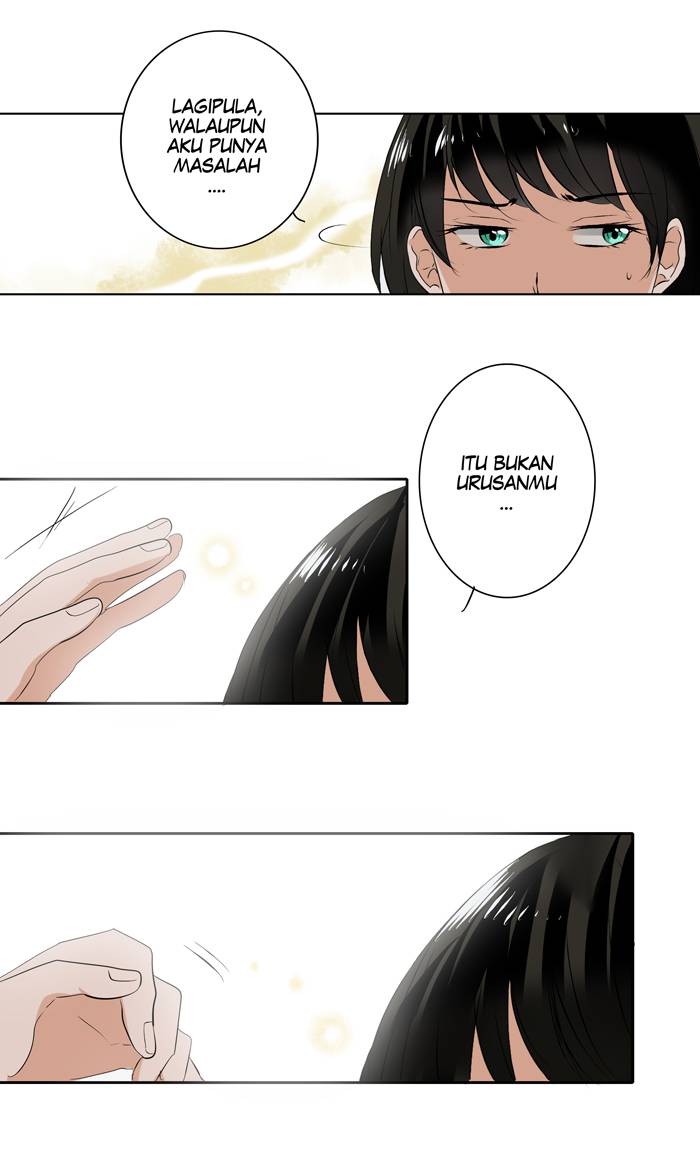 LAGIPULA,
WALAUPUN
AKU PUNYA
MASALAH
....
ITU BUKAN
URUSANMU
...